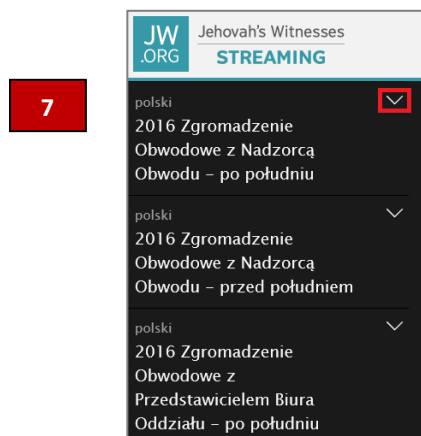 JW
.ORG
Jehovah's Witnesses
STREAMING
7
polski
2016 Zgromadzenie
Obwodowe z Nadzorcą
Obwodu – po południu
polski
2016 Zgromadzenie
Obwodowe z Nadzorcą
Obwodu – przed południem
polski
2016 Zgromadzenie
Obwodowe z
Przedstawicielem Biura
Oddziału – po południu